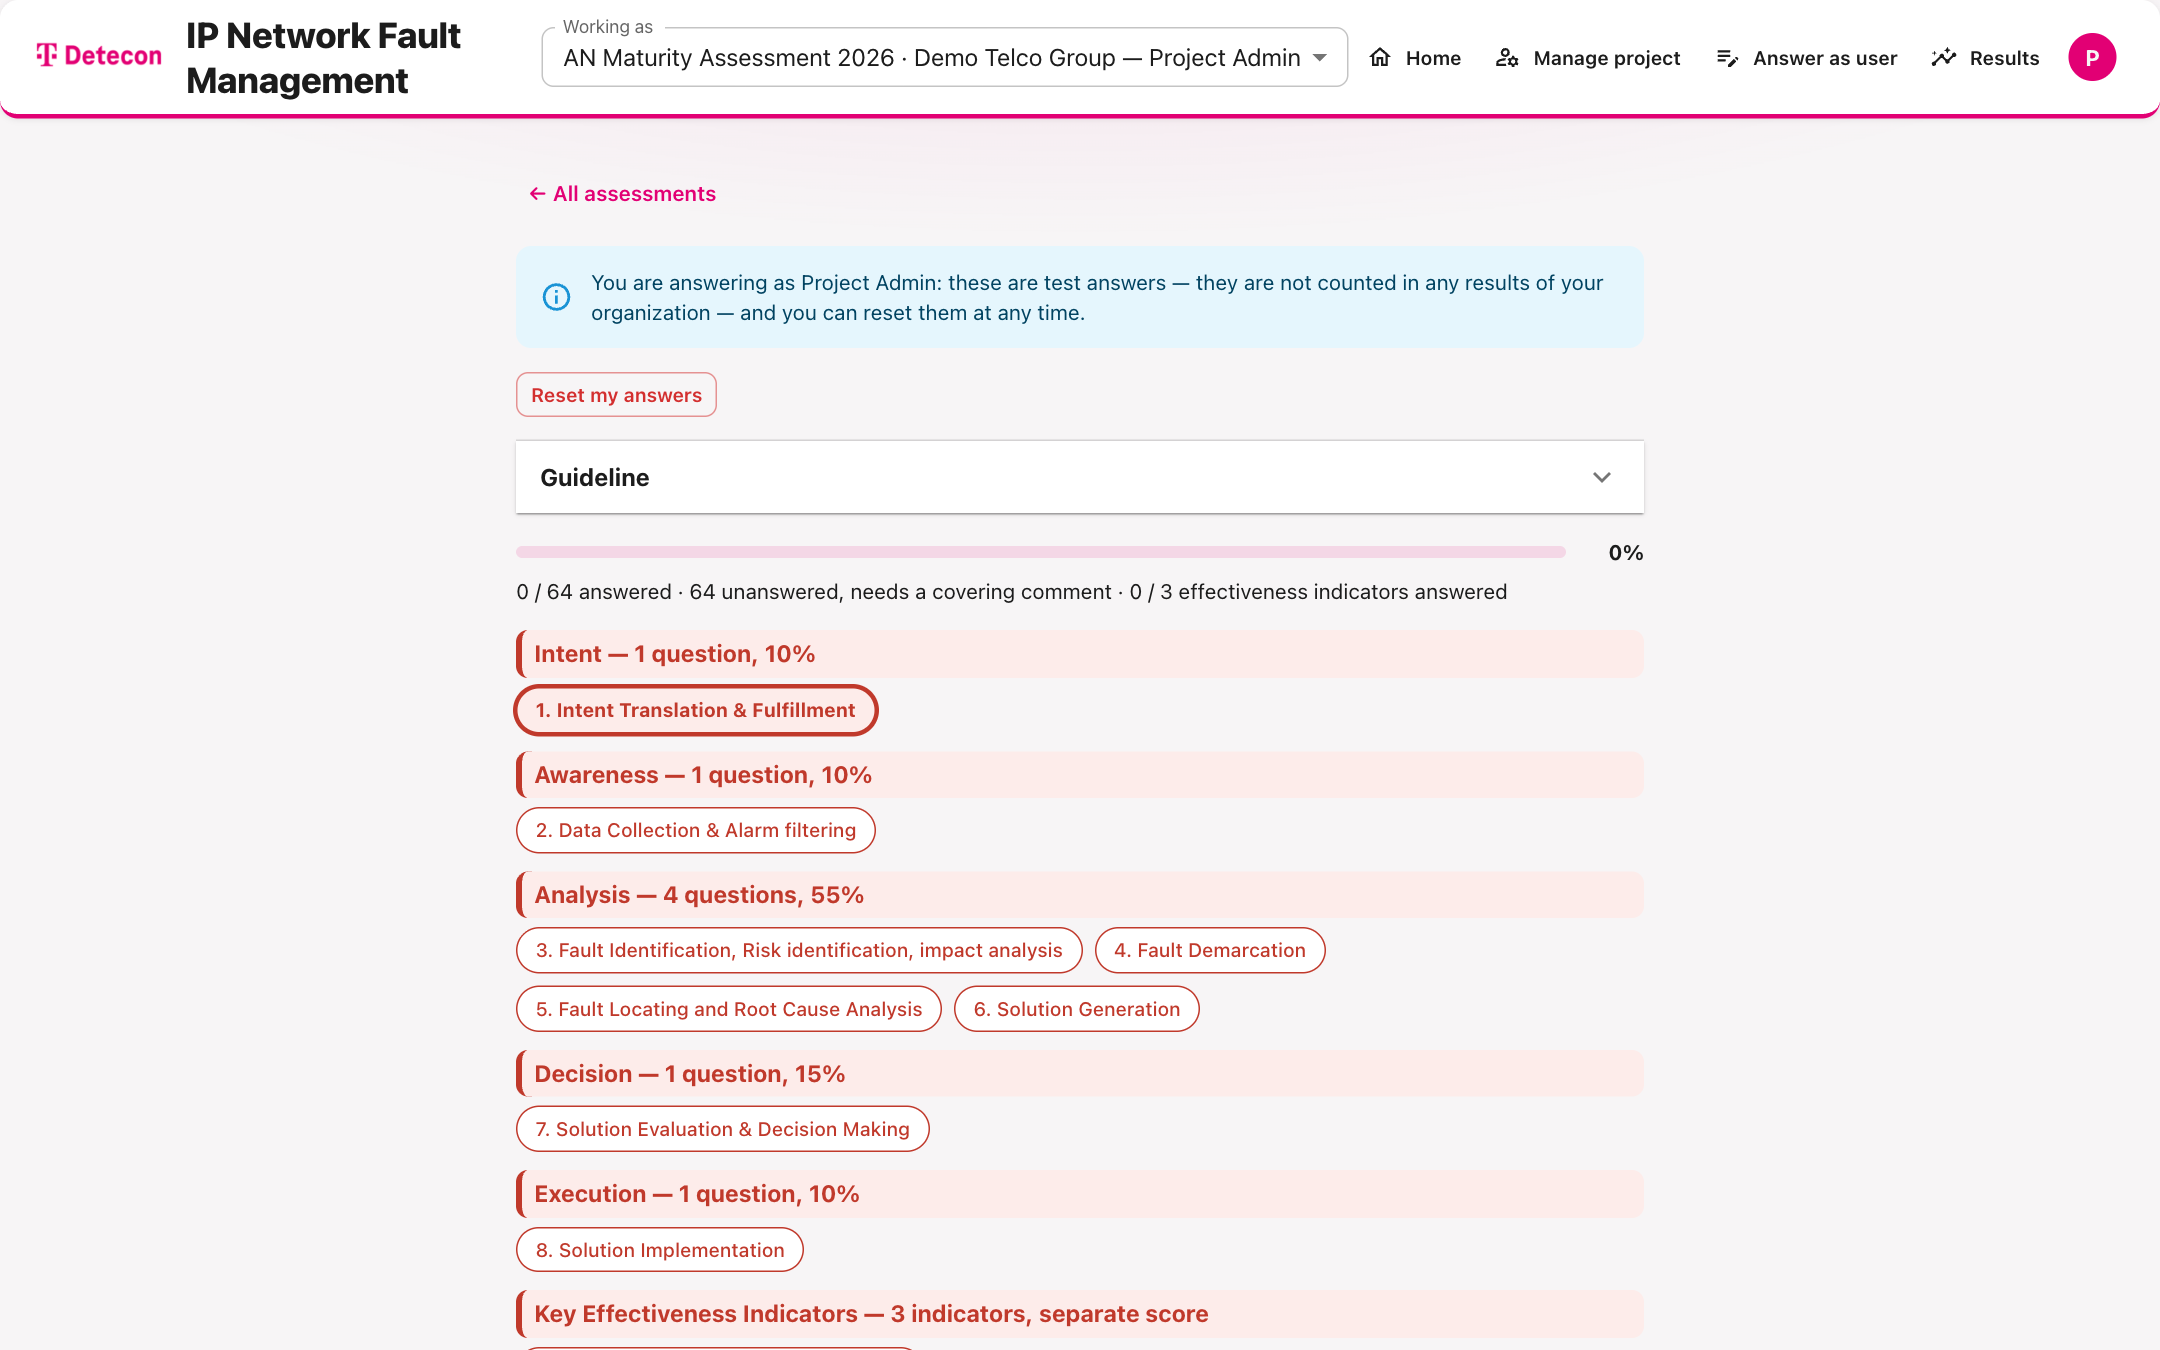 Detecon
IP Network Fault
Management
Working as
AN Maturity Assessment 2026 · Demo Telco Group — Project Admin
Home
Manage project
Answer as user
Results
P
← All assessments
You are answering as Project Admin: these are test answers — they are not counted in any results of your
organization — and you can reset them at any time.
Reset my answers
Guideline
0%
0 / 64 answered · 64 unanswered, needs a covering comment · 0 / 3 effectiveness indicators answered
Intent — 1 question, 10%
1. Intent Translation & Fulfillment
Awareness — 1 question, 10%
2. Data Collection & Alarm filtering
Analysis — 4 questions, 55%
3. Fault Identification, Risk identification, impact analysis
4. Fault Demarcation
5. Fault Locating and Root Cause Analysis
6. Solution Generation
Decision — 1 question, 15%
7. Solution Evaluation & Decision Making
Execution — 1 question, 10%
8. Solution Implementation
Key Effectiveness Indicators — 3 indicators, separate score